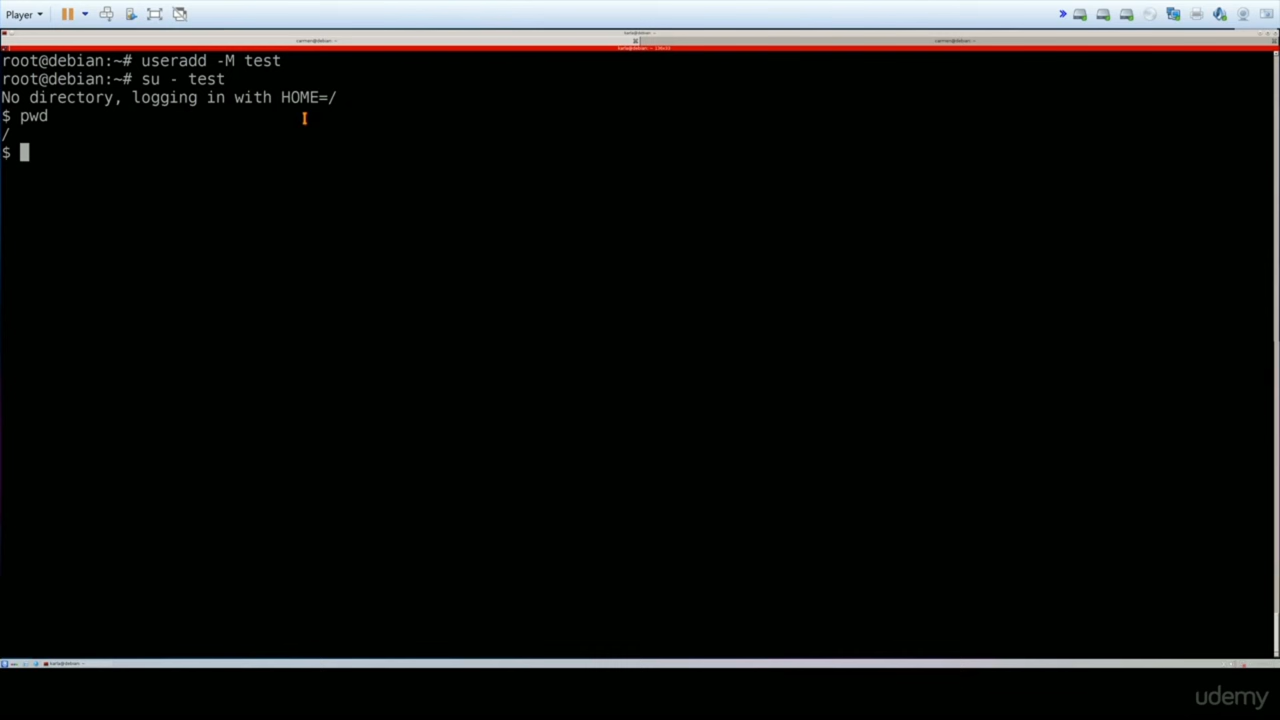 Player
root@debian:~# useradd -M test
root@debian:~# su - test
No directory, logging in with HOME=/
$ pwd
/
$
udemy